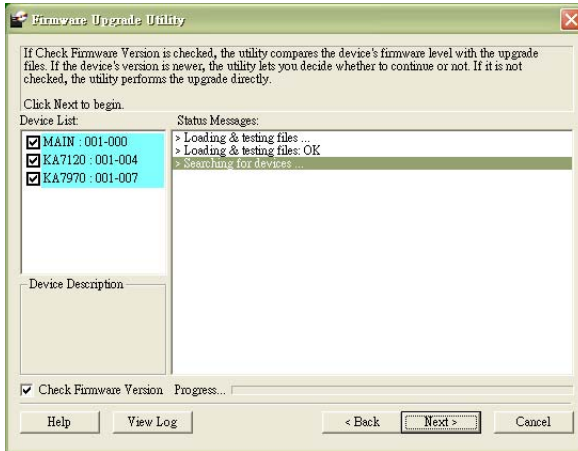 Firmware Upgrade Utility
If Check Firmware Version is checked, the utility compares the device's firmware level with the upgrade
files. If the device's version is newer, the utility lets you decide whether to continue or not. If it is not
checked, the utility performs the upgrade directly.
Click Next to begin.
Device List:
MAIN : 001-000
KA7120 : 001-004
KA7970 : 001-007
Status Messages:
> Loading & testing files ...
> Loading & testing files: OK
> Searching for devices ...
Device Description
Check Firmware Version Progress...
Help View Log < Back Next > Cancel